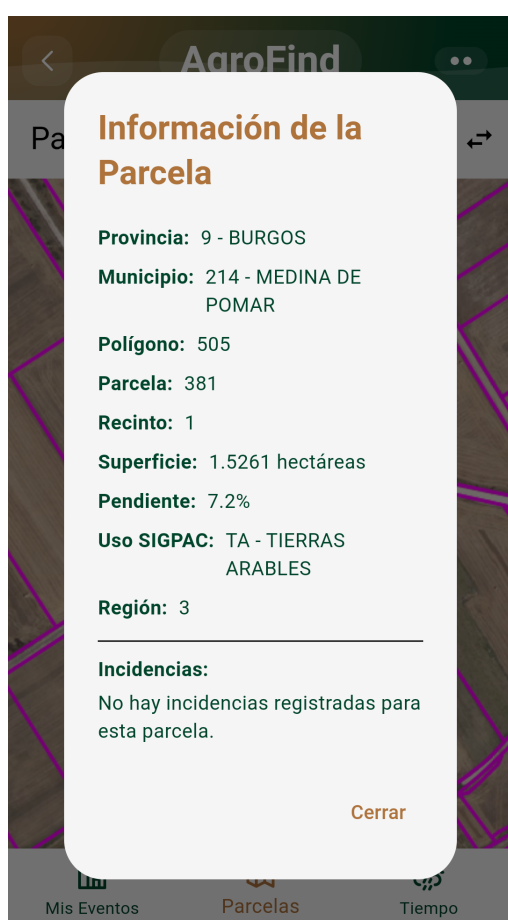 AgroFind
Pa
Información de la
Parcela
Provincia: 9 - BURGOS
Municipio: 214 - MEDINA DE
POMAR
Polígono: 505
Parcela: 381
Recinto: 1
Superficie: 1.5261 hectáreas
Pendiente: 7.2%
Uso SIGPAC: TA - TIERRAS
ARABLES
Región: 3
Incidencias:
No hay incidencias registradas para
esta parcela.
Cerrar
Mis Eventos Parcelas Tiempo